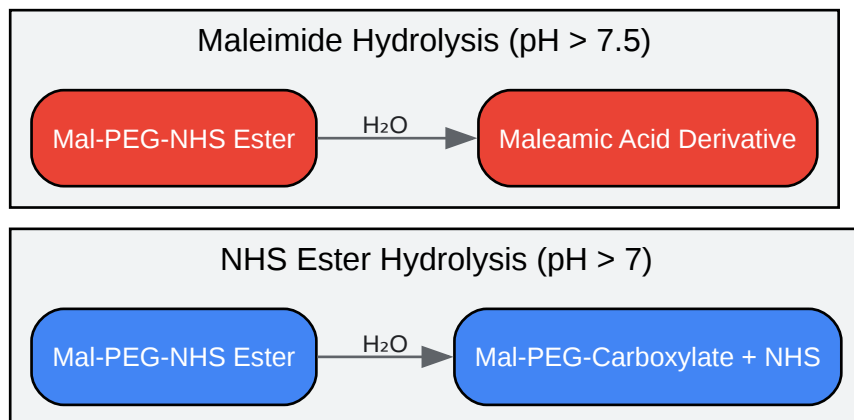 Maleimide Hydrolysis (pH > 7.5)
Mal-PEG-NHS Ester
H₂O
Maleamic Acid Derivative
NHS Ester Hydrolysis (pH > 7)
Mal-PEG-NHS Ester
H₂O
Mal-PEG-Carboxylate + NHS